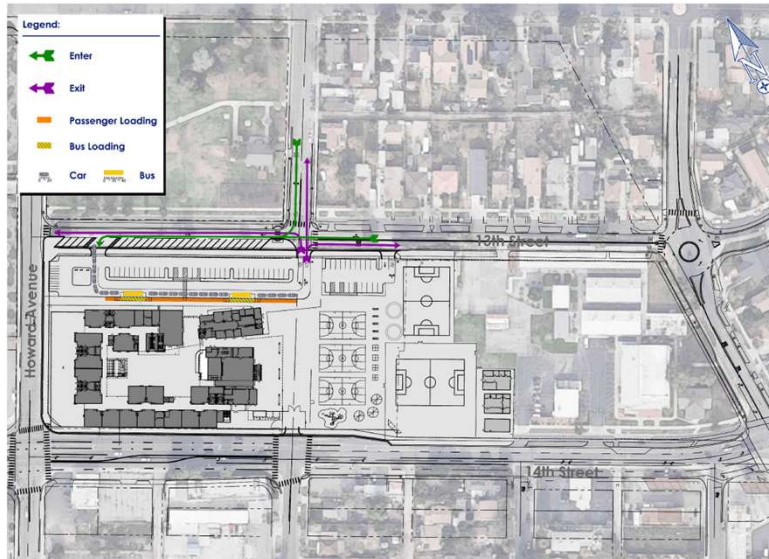 Legend:
Enter
Exit
Passenger Loading
Bus Loading
Car
Bus
13th Street
Howard Avenue
14th Street